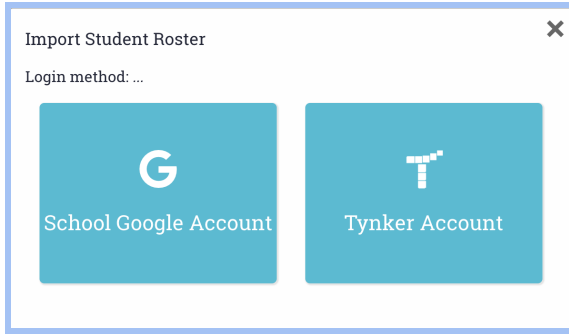 Import Student Roster
Login method: ...
School Google Account
Tynker Account